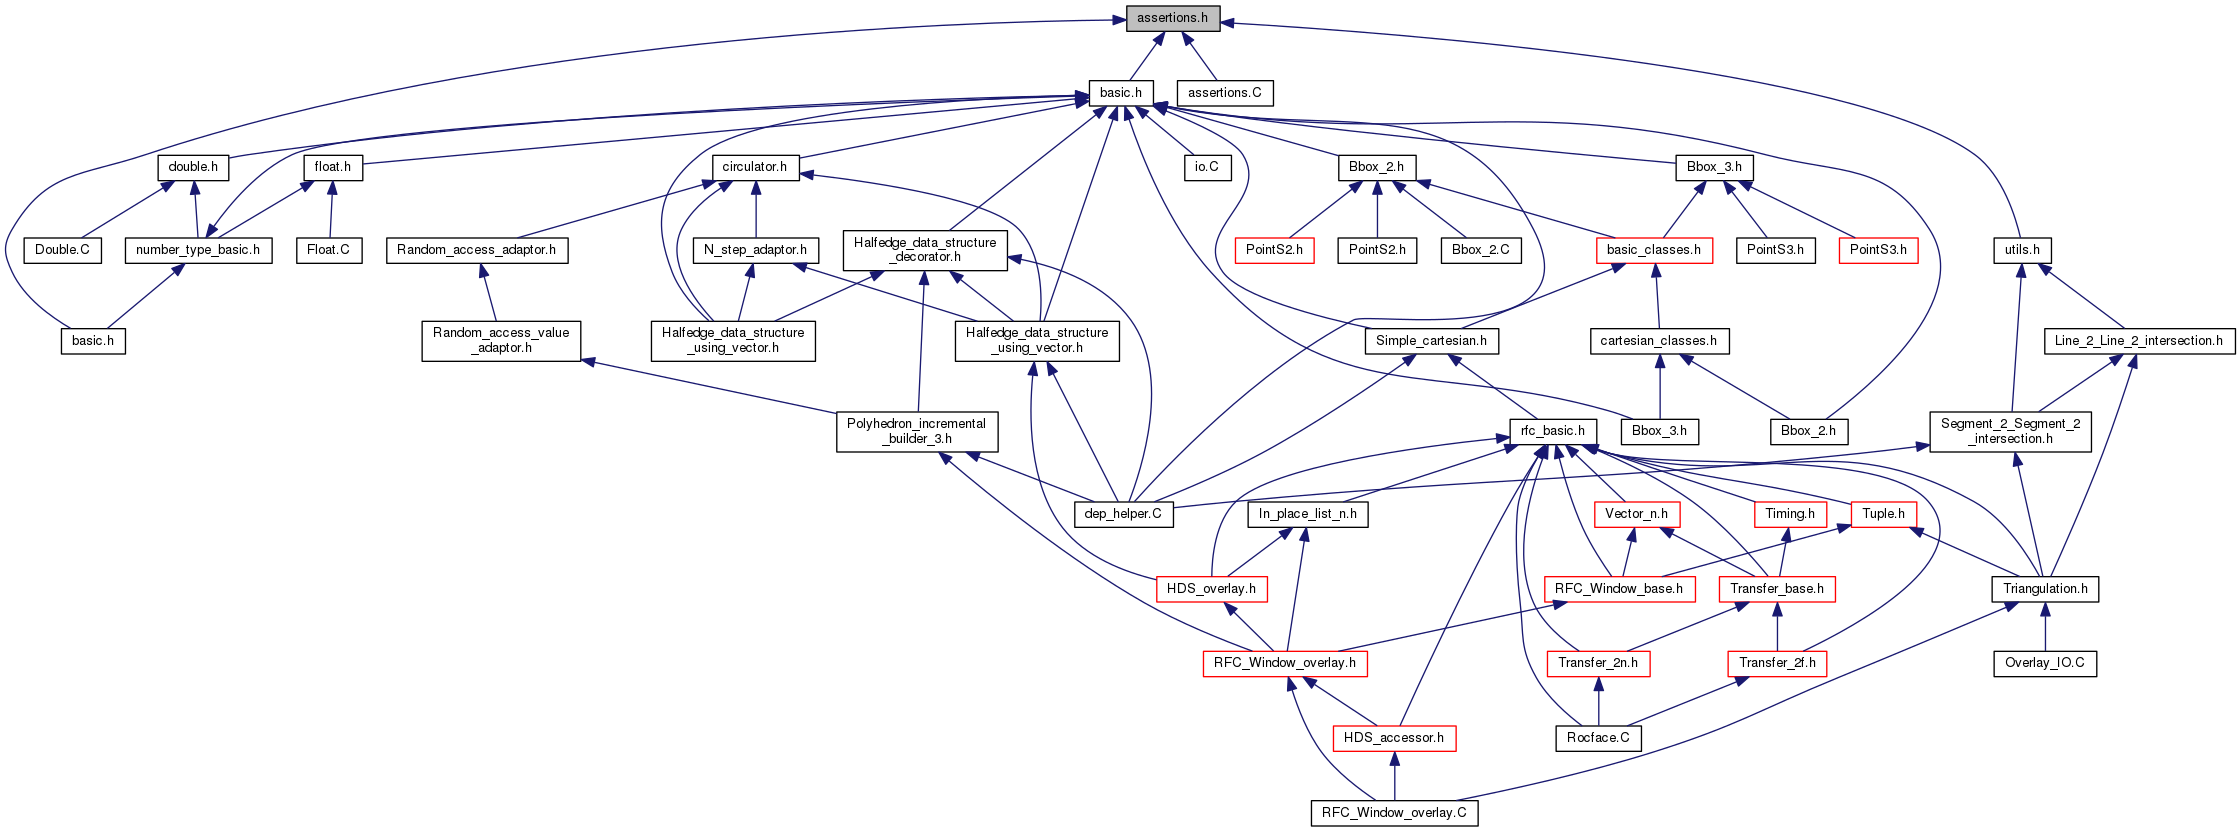 assertions.h
basic.h
assertions.C
double.h
float.h
circulator.h
io.C
Bbox_2.h
Bbox_3.h
Double.C
number_type_basic.h
Float.C
Random_access_adaptor.h
N_step_adaptor.h
Halfedge_data_structure
_decorator.h
PointS2.h
PointS2.h
Bbox_2.C
basic_classes.h
PointS3.h
PointS3.h
utils.h
basic.h
Random_access_value
_adaptor.h
Halfedge_data_structure
_using_vector.h
Halfedge_data_structure
_using_vector.h
Simple_cartesian.h
cartesian_classes.h
Line_2_Line_2_intersection.h
Polyhedron_incremental
_builder_3.h
rfc_basic.h
Bbox_3.h
Bbox_2.h
Segment_2_Segment_2
_intersection.h
dep_helper.C
In_place_list_n.h
Vector_n.h
Timing.h
Tuple.h
HDS_overlay.h
RFC_Window_base.h
Transfer_base.h
Triangulation.h
RFC_Window_overlay.h
Transfer_2n.h
Transfer_2f.h
Overlay_IO.C
HDS_accessor.h
Rocface.C
RFC_Window_overlay.C